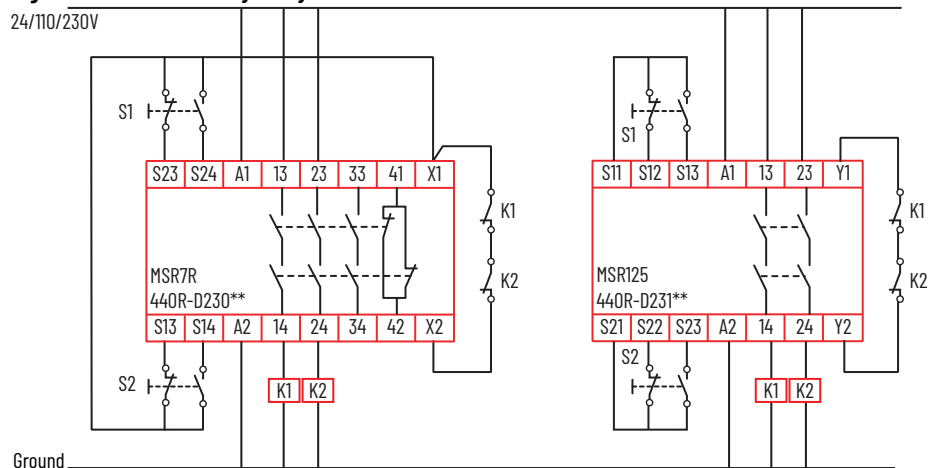 24/110/230V
S1
S23 S24 A1 13 23 33 41 X1
K1
K2
MSR7R
440R-D230**
S13 S14 A2 14 24 34 42 X2
S2
K1 K2
S1
S11 S12 S13 A1 13 23 Y1
K1
K2
MSR125
440R-D231**
S21 S22 S23 A2 14 24 Y2
S2
K1 K2
Ground